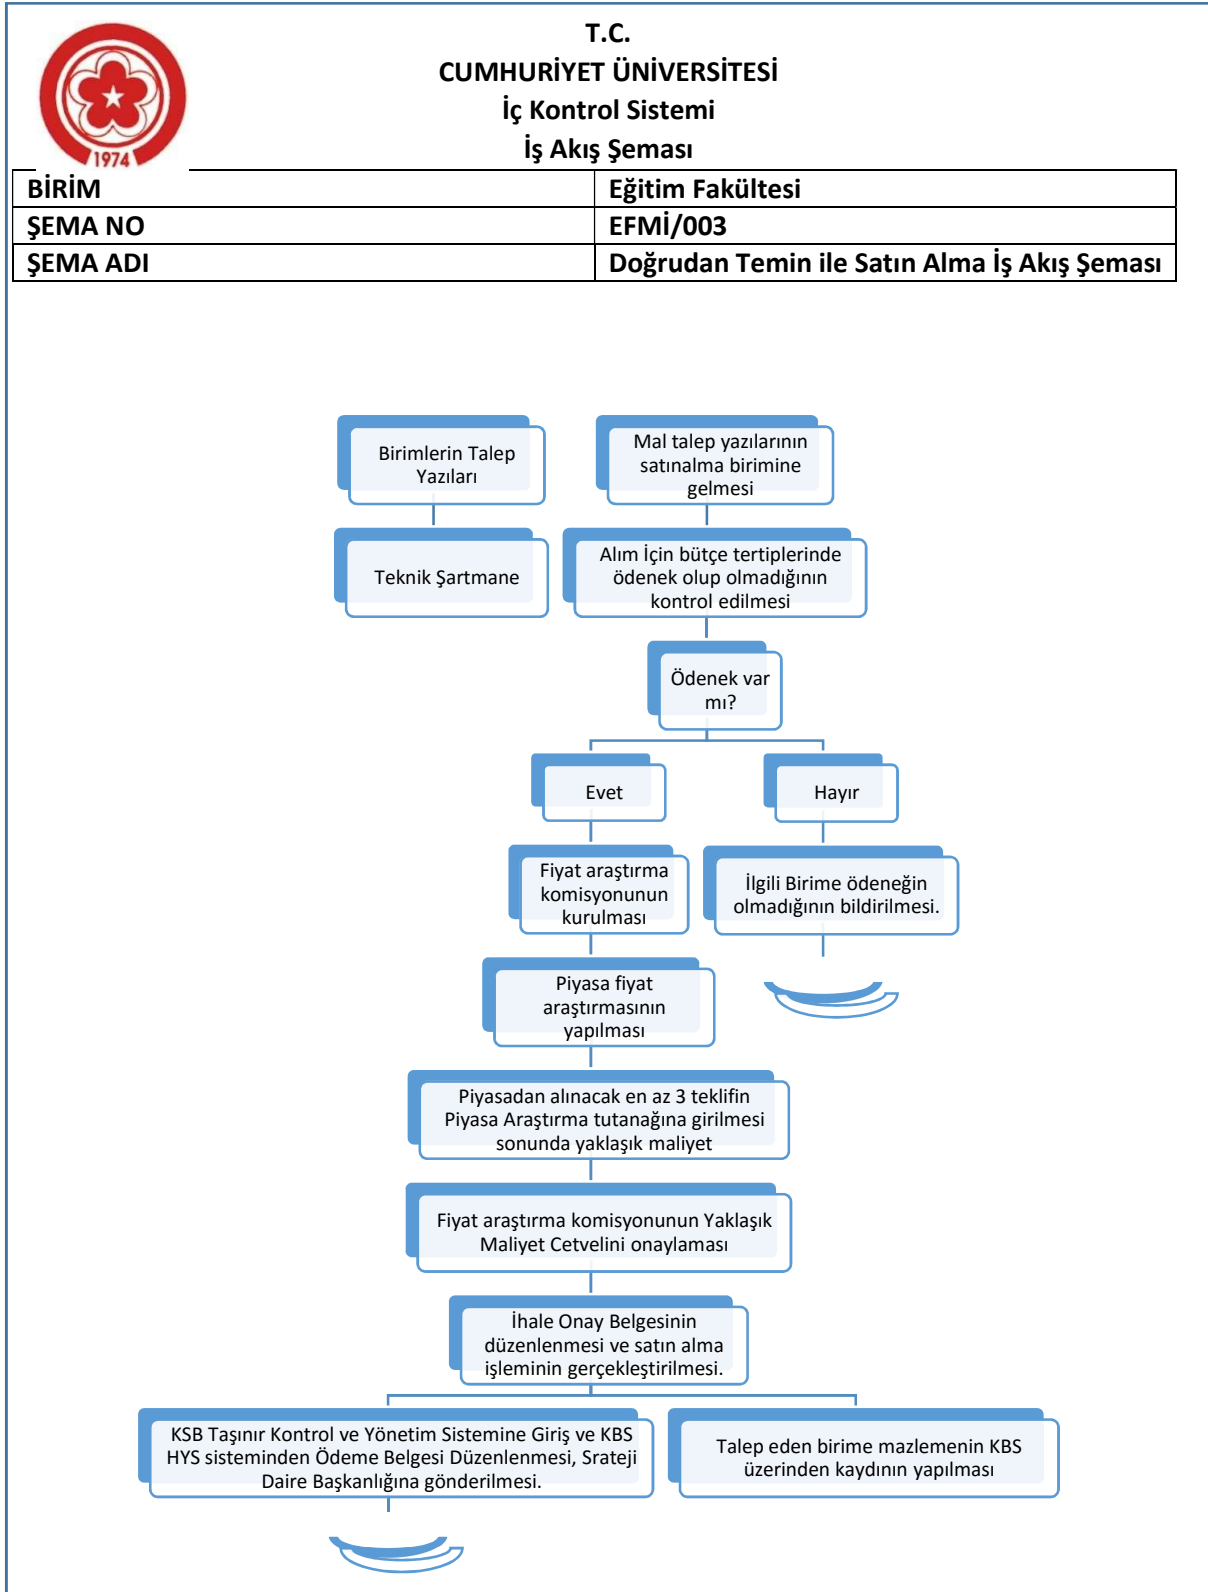 T.C.
CUMHURİYET ÜNİVERSİTESİ
İç Kontrol Sistemi
İş Akış Şeması
1974
BİRİM Eğitim Fakültesi
ŞEMA NO EFMİ/003
ŞEMA ADI Doğrudan Temin ile Satın Alma İş Akış Şeması
Birimlerin Talep
Yazıları
Teknik Şartmane
Mal talep yazılarının
satınalma birimine
gelmesi
Alım İçin bütçe tertiplerinde
ödenek olup olmadığının
kontrol edilmesi
Ödenek var
mı?
Evet
Hayır
Fiyat araştırma
komisyonunun
kurulması
İlgili Birime ödeneğin
olmadığının bildirilmesi.
Piyasa fiyat
araştırmasının
yapılması
Piyasadan alınacak en az 3 teklifin
Piyasa Araştırma tutanağına girilmesi
sonunda yaklaşık maliyet
Fiyat araştırma komisyonunun Yaklaşık
Maliyet Cetvelini onaylaması
İhale Onay Belgesinin
düzenlenmesi ve satın alma
işleminin gerçekleştirilmesi.
KSB Taşınır Kontrol ve Yönetim Sistemine Giriş ve KBS
HYS sisteminden Ödeme Belgesi Düzenlenmesi, Srateji
Daire Başkanlığına gönderilmesi.
Talep eden birime mazlemenin KBS
üzerinden kaydının yapılması